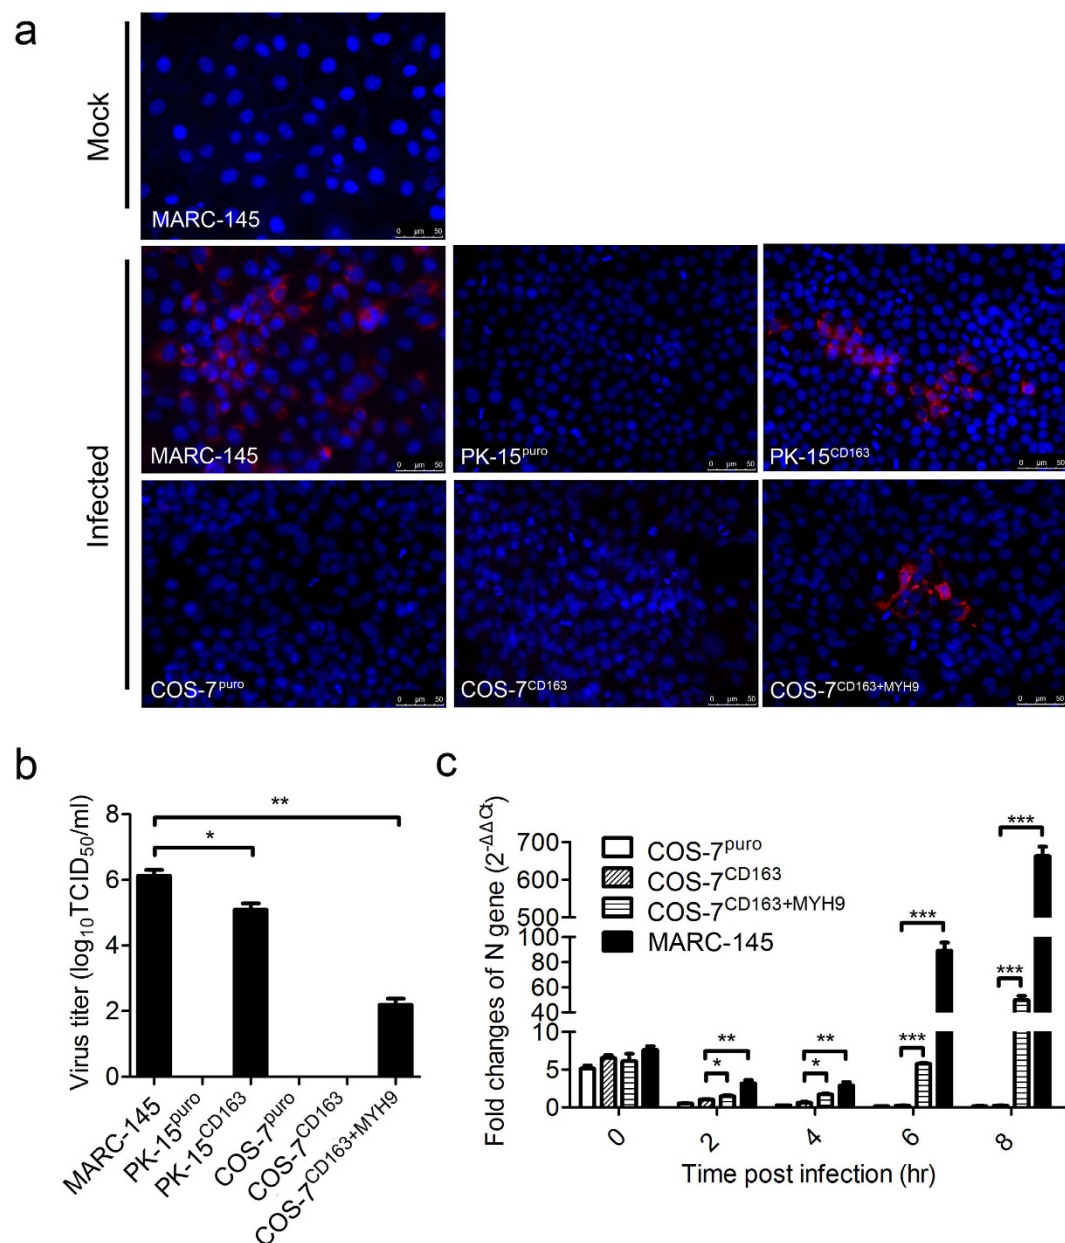 a
Mock
MARC-145
0 µm 50
Infected
MARC-145
0 µm 50
PK-15puro
0 µm 50
PK-15CD163
0 µm 50
COS-7puro
0 µm 50
COS-7CD163
0 µm 50
COS-7CD163+MYH9
0 µm 50
b
Virus titer (log10TCID50/ml)
8
6
4
2
0
*
**
MARC-145
PK-15puro
PK-15CD163
COS-7puro
COS-7CD163
COS-7CD163+MYH9
c
Fold changes of N gene (2-ΔΔCt)
700
600
500
100
80
60
40
10
5
0
COS-7puro
COS-7CD163
COS-7CD163+MYH9
MARC-145
**
*
**
*
***
***
***
***
0
2
4
6
8
Time post infection (hr)